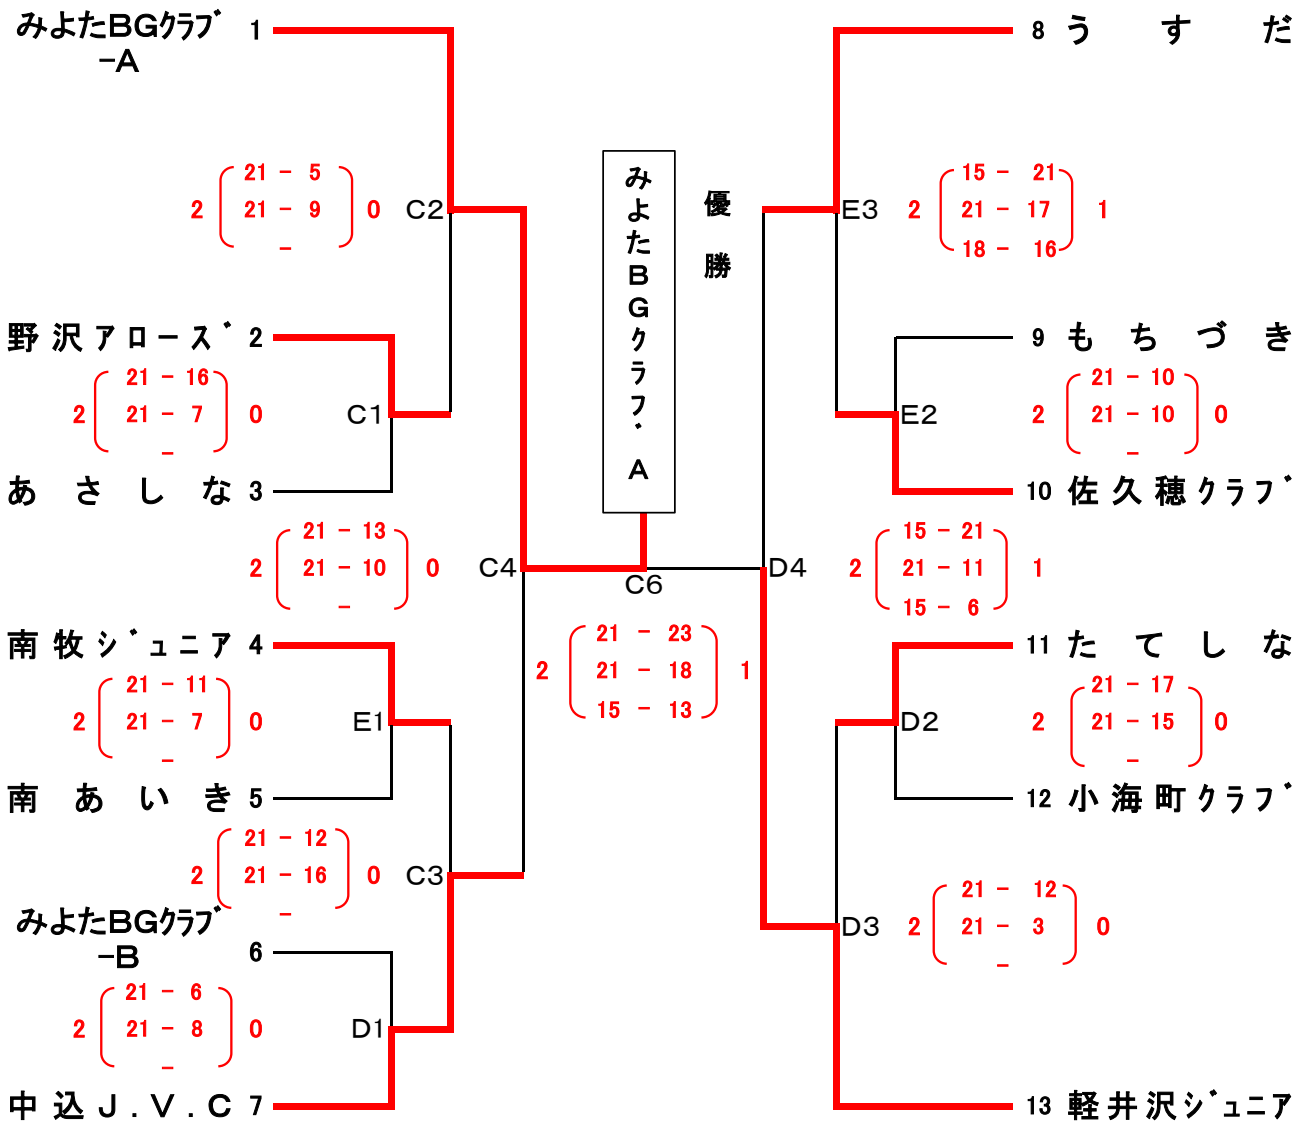 みよたBGクラブ
-A
1
21 - 5
2 21 - 9 0 C2
-
野沢アローズ 2
21 - 16
2 21 - 7 0 C1
-
あさしな 3
21 - 13
2 21 - 10 0 C4
-
南牧ジュニア 4
21 - 11
2 21 - 7 0 E1
-
南あいき 5
21 - 12
2 21 - 16 0 C3
-
みよたBGクラブ
-B
6
21 - 6
2 21 - 8 0 D1
-
中込J.V.C 7
みよたBGクラブ A
優勝
C6
21 - 23
2 21 - 18 1
15 - 13
8 うすだ
15 - 21
E3 2 21 - 17 1
18 - 16
9 もちづき
21 - 10
E2 2 21 - 10 0
-
10 佐久穂クラブ
15 - 21
D4 2 21 - 11 1
15 - 6
11 たてしな
21 - 17
D2 2 21 - 15 0
-
12 小海町クラブ
21 - 12
D3 2 21 - 3 0
-
13 軽井沢ジュニア